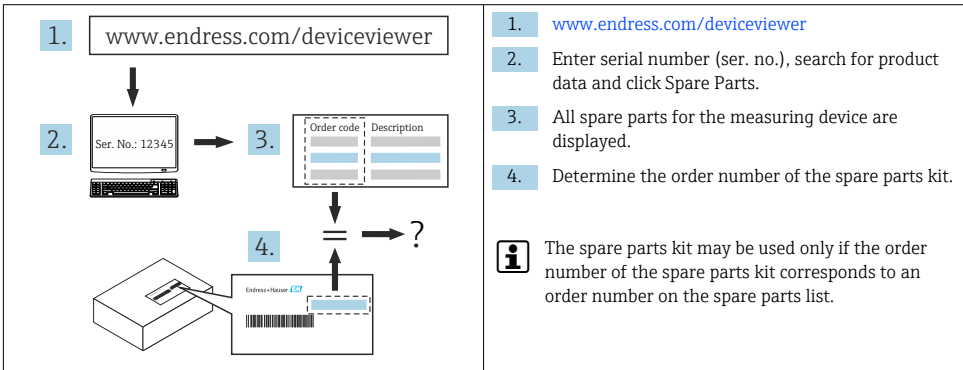 1. www.endress.com/deviceviewer
2. Ser. No.: 12345
3. Order code Description
= ?
4.
Endress+Hauser EH
1. www.endress.com/deviceviewer
2. Enter serial number (ser. no.), search for product
data and click Spare Parts.
3. All spare parts for the measuring device are
displayed.
4. Determine the order number of the spare parts kit.
i The spare parts kit may be used only if the order
number of the spare parts kit corresponds to an
order number on the spare parts list.